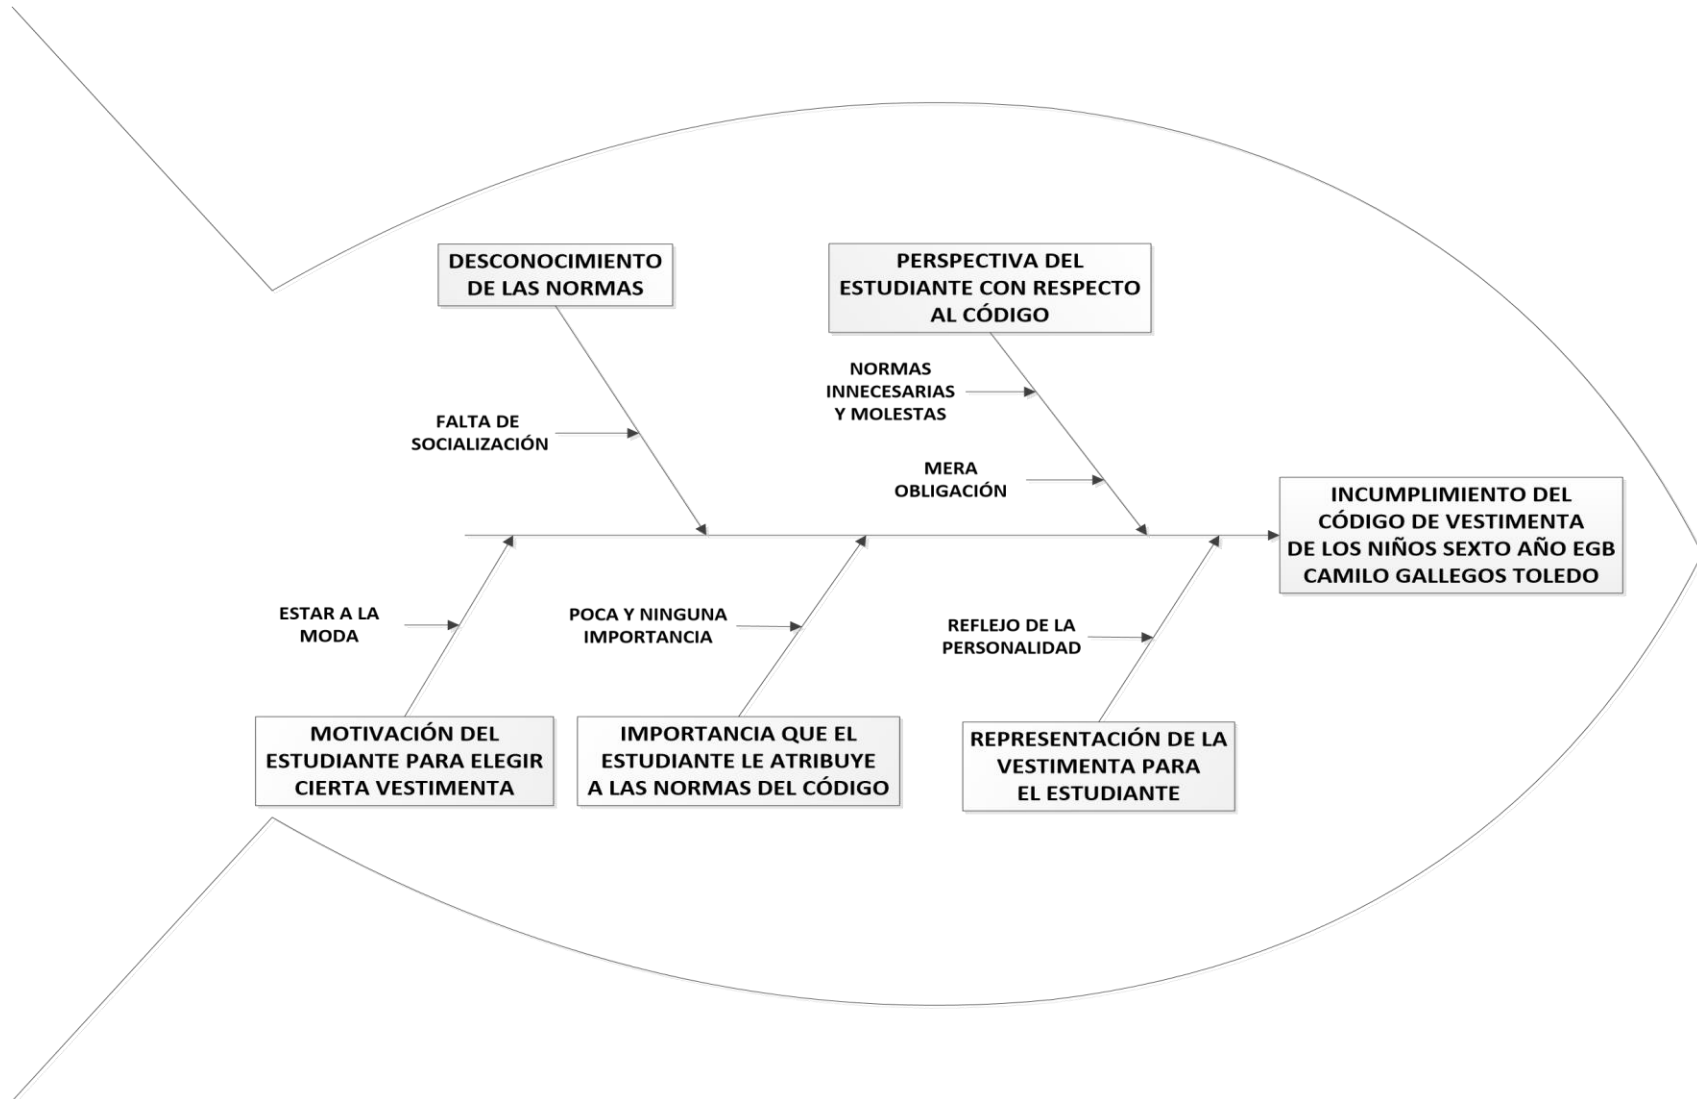 DESCONOCIMIENTO
DE LAS NORMAS
PERSPECTIVA DEL
ESTUDIANTE CON RESPECTO
AL CÓDIGO
NORMAS
INNECESARIAS
Y MOLESTAS
FALTA DE
SOCIALIZACIÓN
MERA
OBLIGACIÓN
INCUMPLIMIENTO DEL
CÓDIGO DE VESTIMENTA
DE LOS NIÑOS SEXTO AÑO EGB
CAMILO GALLEGOS TOLEDO
ESTAR A LA
MODA
POCA Y NINGUNA
IMPORTANCIA
REFLEJO DE LA
PERSONALIDAD
MOTIVACIÓN DEL
ESTUDIANTE PARA ELEGIR
CIERTA VESTIMENTA
IMPORTANCIA QUE EL
ESTUDIANTE LE ATRIBUYE
A LAS NORMAS DEL CÓDIGO
REPRESENTACIÓN DE LA
VESTIMENTA PARA
EL ESTUDIANTE